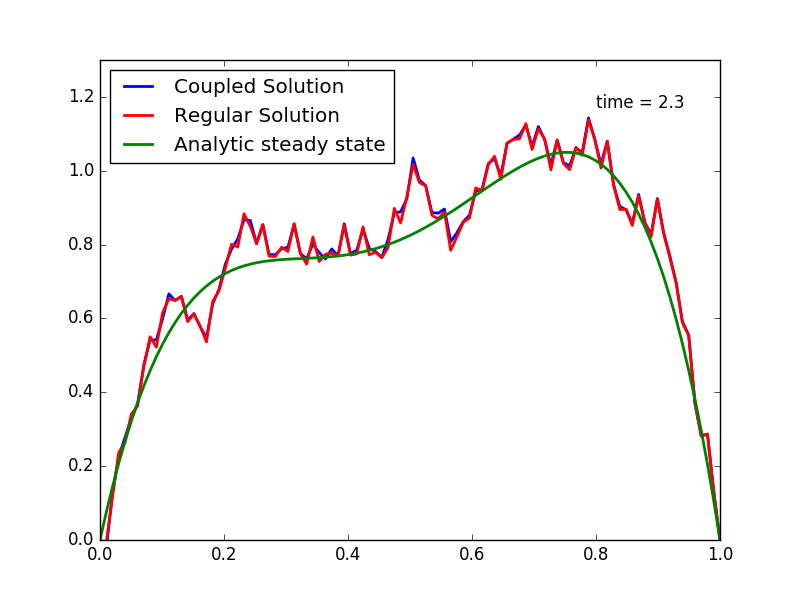 Coupled Solution
Regular Solution
Analytic steady state
time = 2.3
1.2
1.0
0.8
0.6
0.4
0.2
0.0
0.0 0.2 0.4 0.6 0.8 1.0